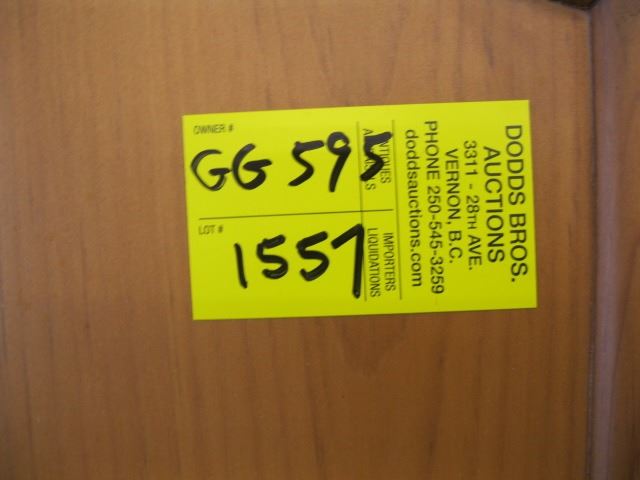 DODDS BROS.
AUCTIONS
3311 - 28TH AVE.
VERNON, B.C.
PHONE 250-545-3259
doddsauctions.com
IMPORTERS
LIQUIDATIONS
OWNER #
GG 595
LOT #
1557